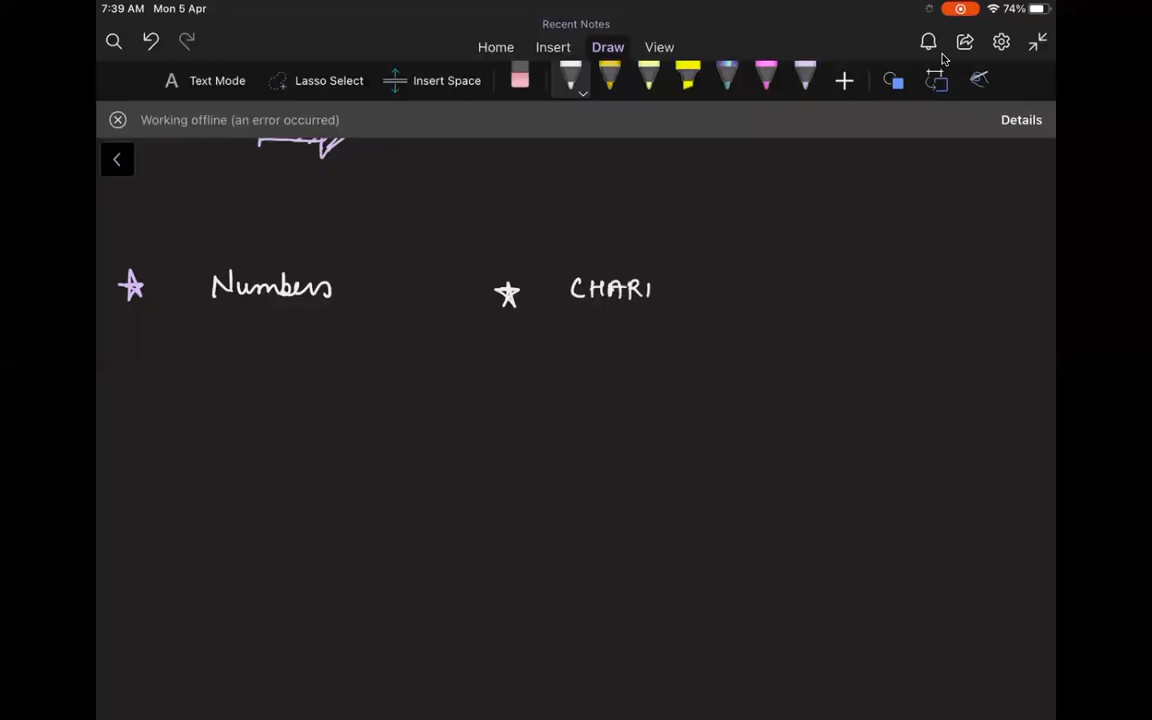 7:39 AM Mon 5 Apr 74%
Recent Notes
Home Insert Draw View
Text Mode Lasso Select Insert Space
Working offline (an error occurred) Details
Numbers CHARI